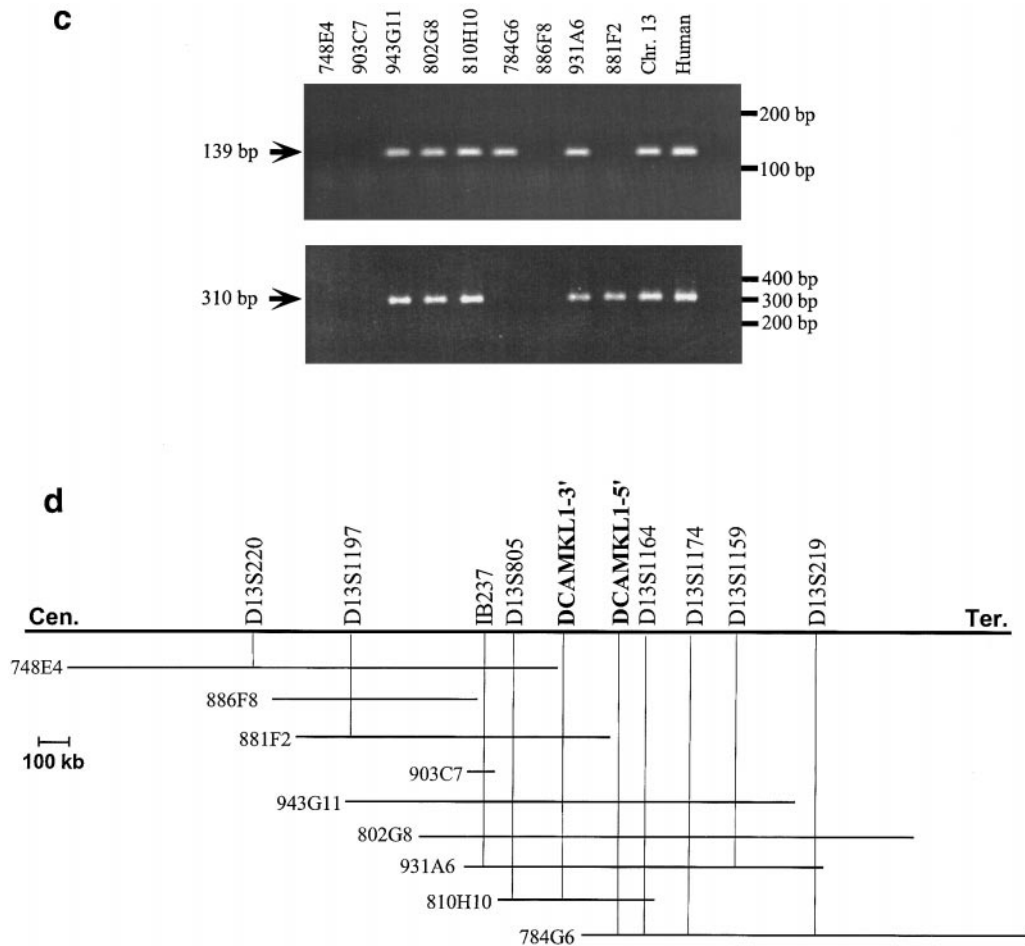 c
748E4
903C7
943G11
802G8
810H10
784G6
886F8
931A6
881F2
Chr. 13
Human
200 bp
139 bp
100 bp
400 bp
310 bp
300 bp
200 bp
d
D13S220
D13S1197
IB237
D13S805
DCAMKL1-3'
DCAMKL1-5'
D13S1164
D13S1174
D13S1159
D13S219
Cen.
Ter.
748E4
886F8
881F2
100 kb
903C7
943G11
802G8
931A6
810H10
784G6